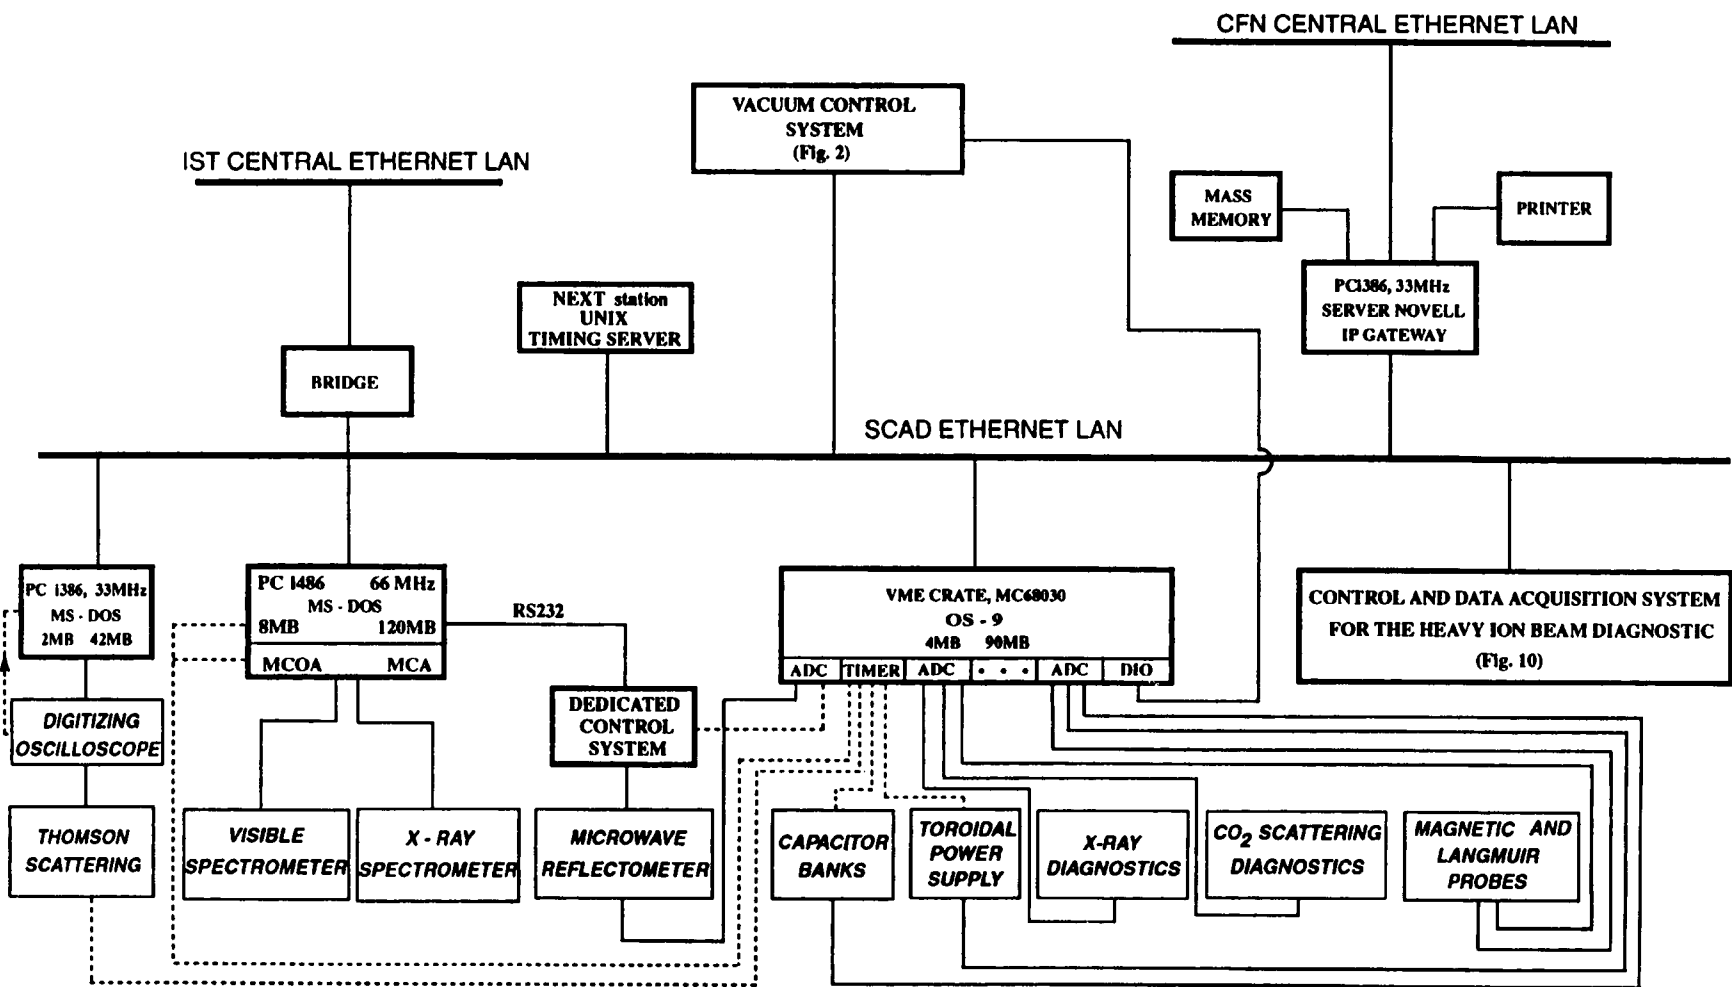 CFN CENTRAL ETHERNET LAN
VACUUM CONTROL
SYSTEM
(Fig. 2)
IST CENTRAL ETHERNET LAN
MASS
MEMORY
PRINTER
NEXT station
UNIX
TIMING SERVER
PCi386, 33MHz
SERVER NOVELL
IP GATEWAY
BRIDGE
SCAD ETHERNET LAN
PC i386, 33MHz
MS - DOS
2MB 42MB
PC i486 66 MHz
MS - DOS
8MB 120MB
MCOA MCA
RS232
VME CRATE, MC68030
OS - 9
4MB 90MB
ADC TIMER ADC • • • ADC DIO
CONTROL AND DATA ACQUISITION SYSTEM
FOR THE HEAVY ION BEAM DIAGNOSTIC
(Fig. 10)
DIGITIZING
OSCILLOSCOPE
DEDICATED
CONTROL
SYSTEM
THOMSON
SCATTERING
VISIBLE
SPECTROMETER
X - RAY
SPECTROMETER
MICROWAVE
REFLECTOMETER
CAPACITOR
BANKS
TOROIDAL
POWER
SUPPLY
X-RAY
DIAGNOSTICS
CO2 SCATTERING
DIAGNOSTICS
MAGNETIC AND
LANGMUIR
PROBES